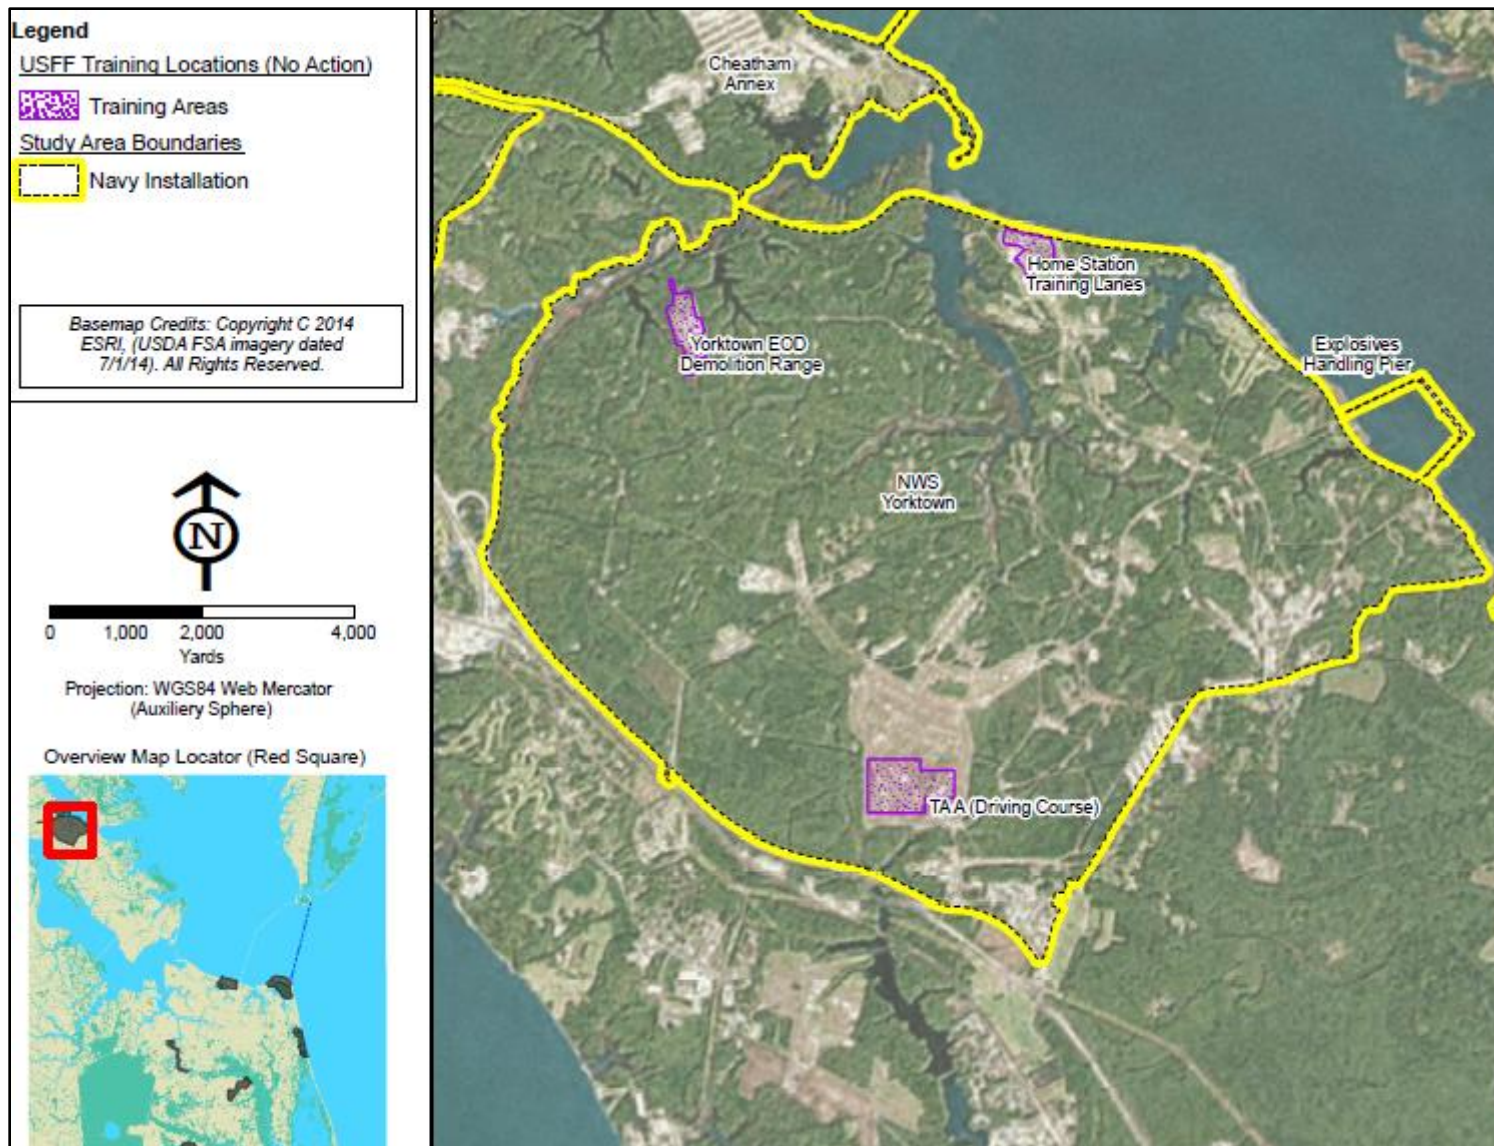 Legend
USFF Training Locations (No Action)
Training Areas
Study Area Boundaries
Navy Installation
Basemap Credits: Copyright C 2014
ESRI, (USDA FSA imagery dated
7/1/14). All Rights Reserved.
N
0 1,000 2,000 4,000
Yards
Projection: WGS84 Web Mercator
(Auxiliery Sphere)
Overview Map Locator (Red Square)
Cheatham
Annex
Home Station
Training Lanes
Yorktown EOD
Demolition Range
Explosives
Handling Pier
NWS
Yorktown
TA A (Driving Course)